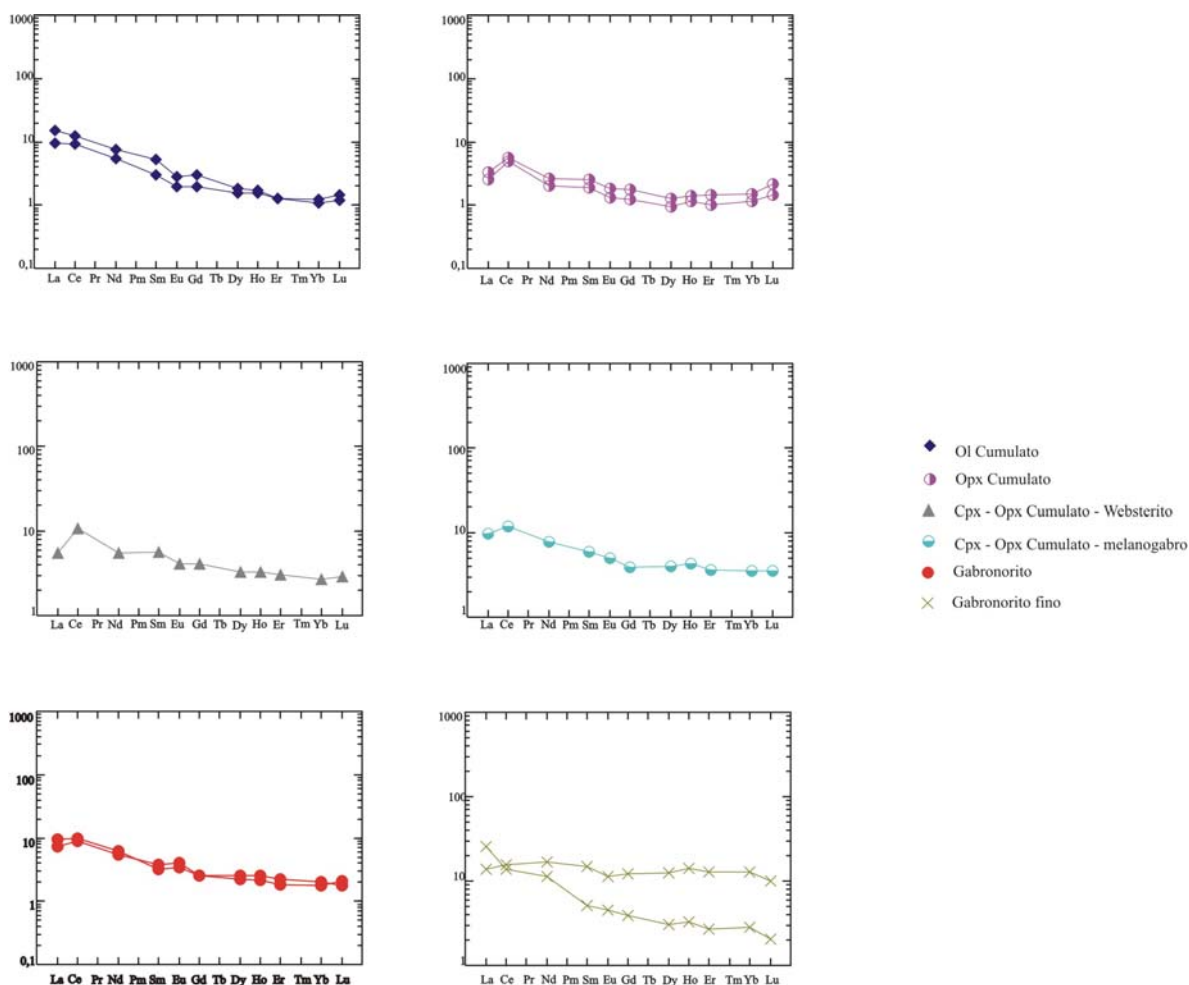 1000
100
10
1
0,1
La Ce Pr Nd Pm Sm Eu Gd Tb Dy Ho Er Tm Yb Lu
1000
100
10
1
0,1
La Ce Pr Nd Pm Sm Eu Gd Tb Dy Ho Er Tm Yb Lu
1000
100
10
1
La Ce Pr Nd Pm Sm Eu Gd Tb Dy Ho Er Tm Yb Lu
1000
100
10
1
La Ce Pr Nd Pm Sm Eu Gd Tb Dy Ho Er Tm Yb Lu
Ol Cumulato
Opx Cumulato
Cpx - Opx Cumulato - Websterito
Cpx - Opx Cumulato - melanogabro
Gabronorito
Gabronorito fino
1000
100
10
1
0,1
La Ce Pr Nd Pm Sm Eu Gd Tb Dy Ho Er Tm Yb Lu
1000
100
10
1
La Ce Pr Nd Pm Sm Eu Gd Tb Dy Ho Er Tm Yb Lu